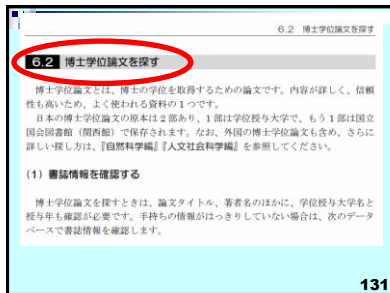 6.2 博士学位論文を探す
6.2 博士学位論文を探す
博士学位論文とは、博士の学位を取得するための論文です。内容が詳しく、信頼
性も高いため、よく使われる資料の1つです。
日本の博士学位論文の原本は2部あり、1部は学位授与大学で、もう1部は国立
国会図書館（関西館）で保存されます。なお、外国の博士学位論文も含め、さらに
詳しい探し方は、『自然科学編』『人文社会科学編』を参照してください。
(1) 書誌情報を確認する
博士学位論文を探すときは、論文タイトル、著者名のほかに、学位授与大学名と
授与年も確認が必要です。手持ちの情報がはっきりしていない場合は、次のデータ
ベースで書誌情報を確認します。
131